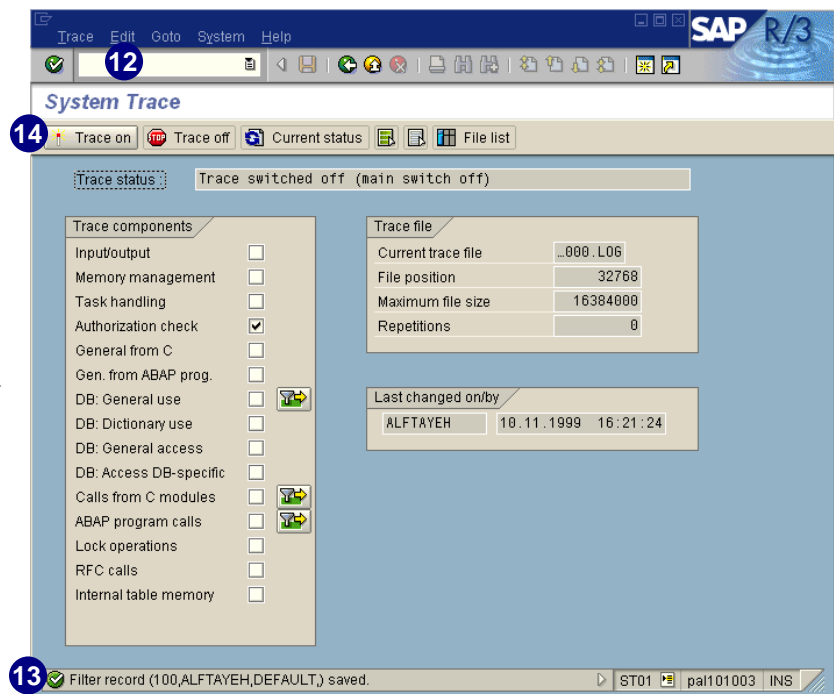 Trace Edit Goto System Help
SAP R/3
12
System Trace
14 Trace on STOP Trace off Current status File list
Trace status : Trace switched off (main switch off)
Trace components
Input/output
Memory management
Task handling
Authorization check
General from C
Gen. from ABAP prog.
DB: General use
DB: Dictionary use
DB: General access
DB: Access DB-specific
Calls from C modules
ABAP program calls
Lock operations
RFC calls
Internal table memory
Trace file
Current trace file …000.LOG
File position 32768
Maximum file size 16384000
Repetitions 0
Last changed on/by
ALFTAYEH 10.11.1999 16:21:24
13 Filter record (100,ALFTAYEH,DEFAULT,) saved. ST01 pal101003 INS